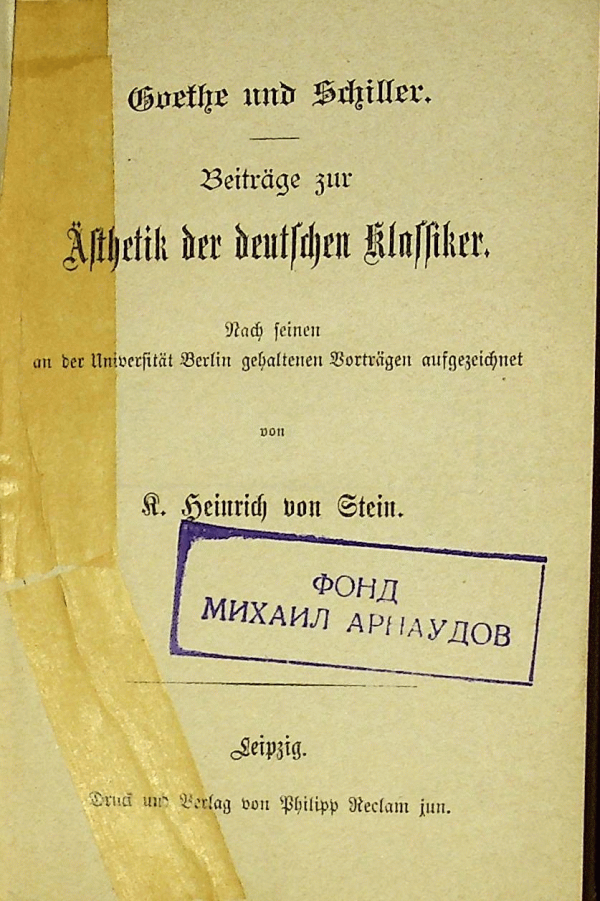 Goethe und Schiller.
Beiträge zur
Ästhetik der deutschen Klassiker.
Nach seinen
an der Universität Berlin gehaltenen Vorträgen aufgezeichnet
von
K. Heinrich von Stein.
ФОНД
МИХАИЛ АРНАУДОВ
Leipzig.
Druck und Verlag von Philipp Reclam jun.